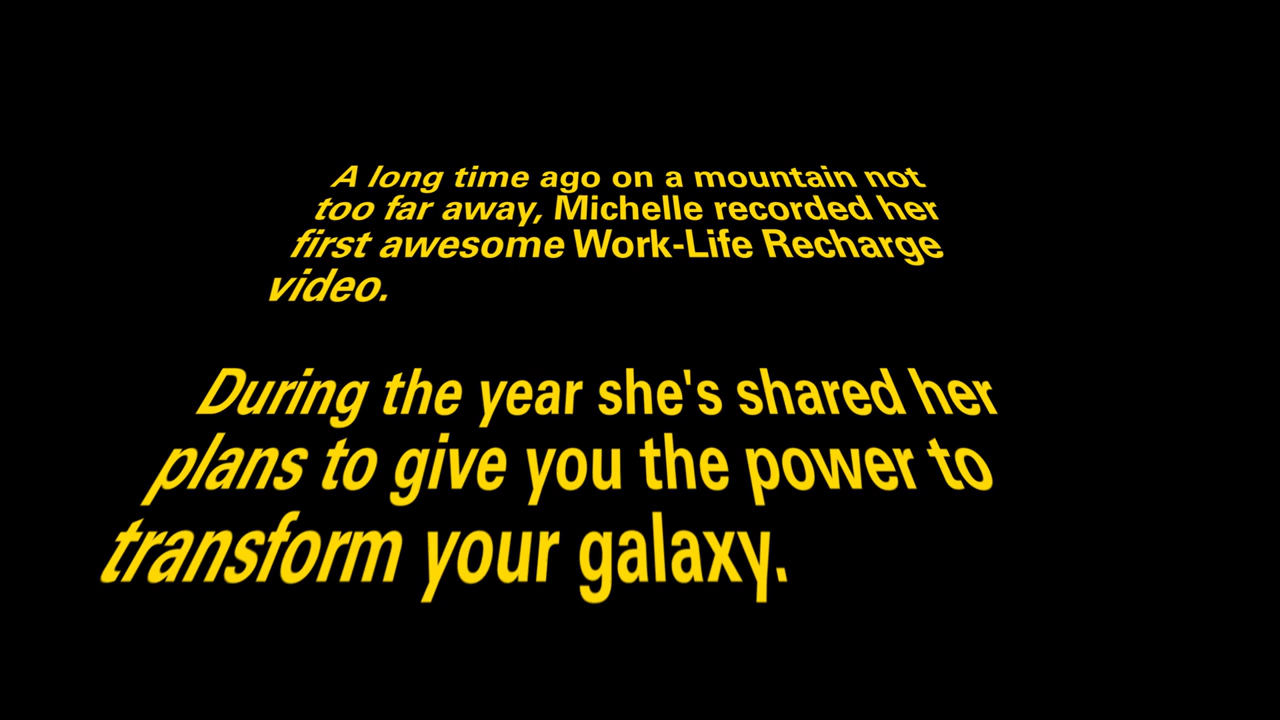 A long time ago on a mountain not
too far away, Michelle recorded her
first awesome Work-Life Recharge
video.
During the year she's shared her
plans to give you the power to
transform your galaxy.